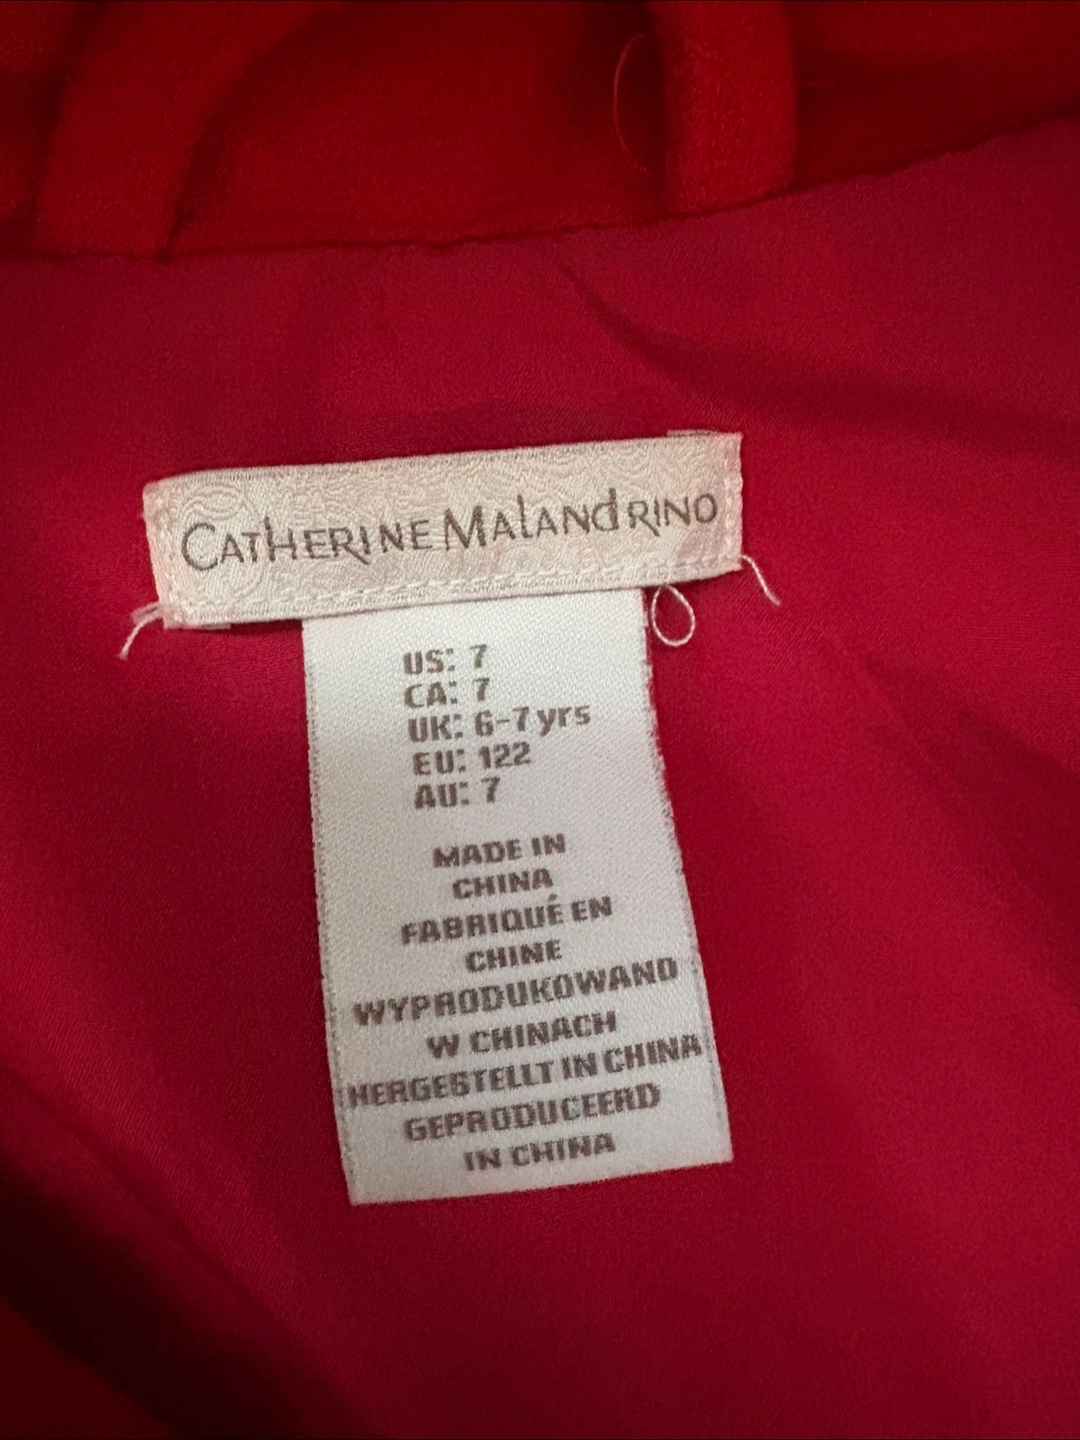 CATHERINE MALANDRINO
US: 7
CA: 7
UK: 6-7 yrs
EU: 122
AU: 7
MADE IN
CHINA
FABRIQUÉ EN
CHINE
WYPRODUKOWANO
W CHINACH
HERGESTELLT IN CHINA
GEPRODUCEERD
IN CHINA